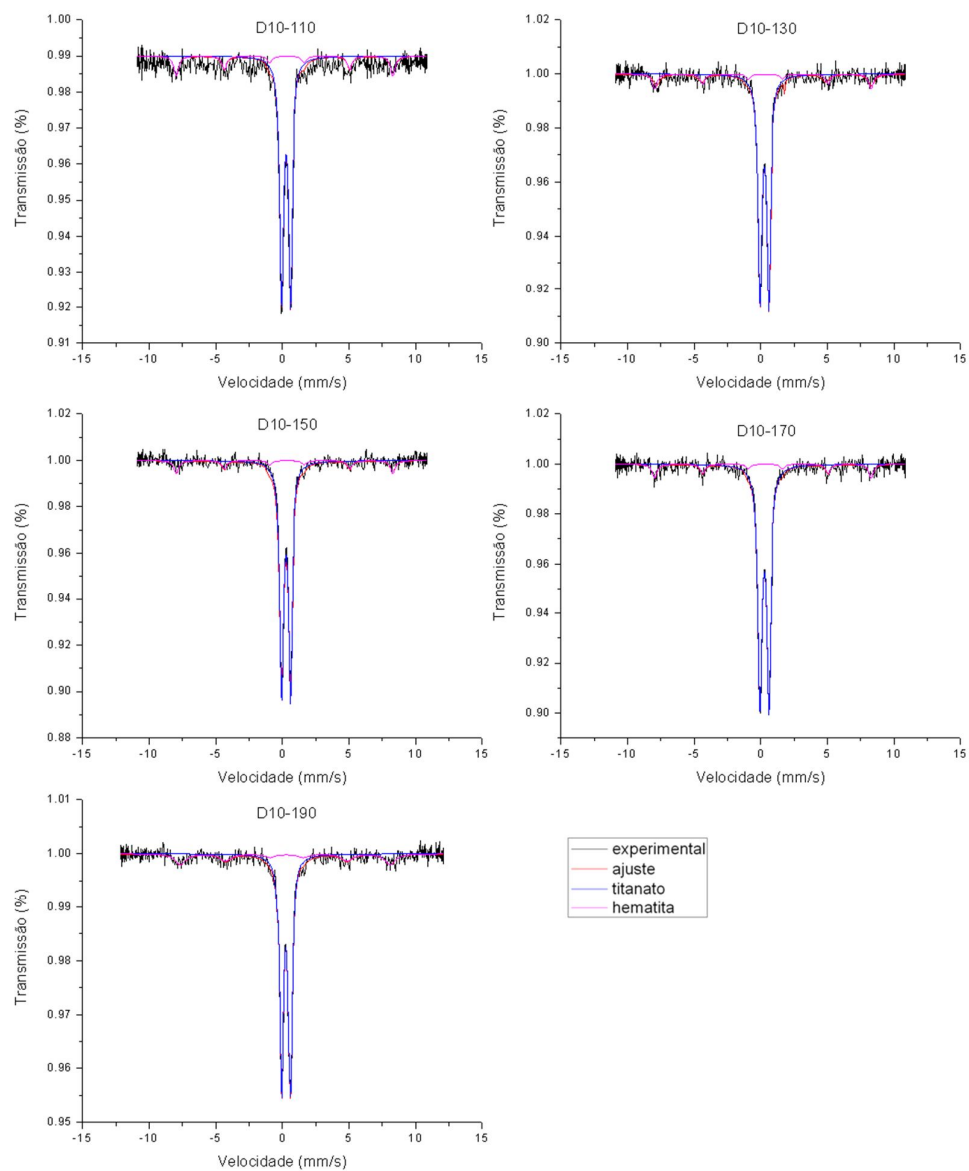 D10-110
Transmissão (%)
1.00
0.99
0.98
0.97
0.96
0.95
0.94
0.93
0.92
0.91
-15 -10 -5 0 5 10 15
Velocidade (mm/s)
D10-130
Transmissão (%)
1.02
1.00
0.98
0.96
0.94
0.92
0.90
-15 -10 -5 0 5 10 15
Velocidade (mm/s)
D10-150
Transmissão (%)
1.02
1.00
0.98
0.96
0.94
0.92
0.90
0.88
-15 -10 -5 0 5 10 15
Velocidade (mm/s)
D10-170
Transmissão (%)
1.02
1.00
0.98
0.96
0.94
0.92
0.90
-15 -10 -5 0 5 10 15
Velocidade (mm/s)
D10-190
Transmissão (%)
1.01
1.00
0.99
0.98
0.97
0.96
0.95
-15 -10 -5 0 5 10 15
Velocidade (mm/s)
experimental
ajuste
titanato
hematita